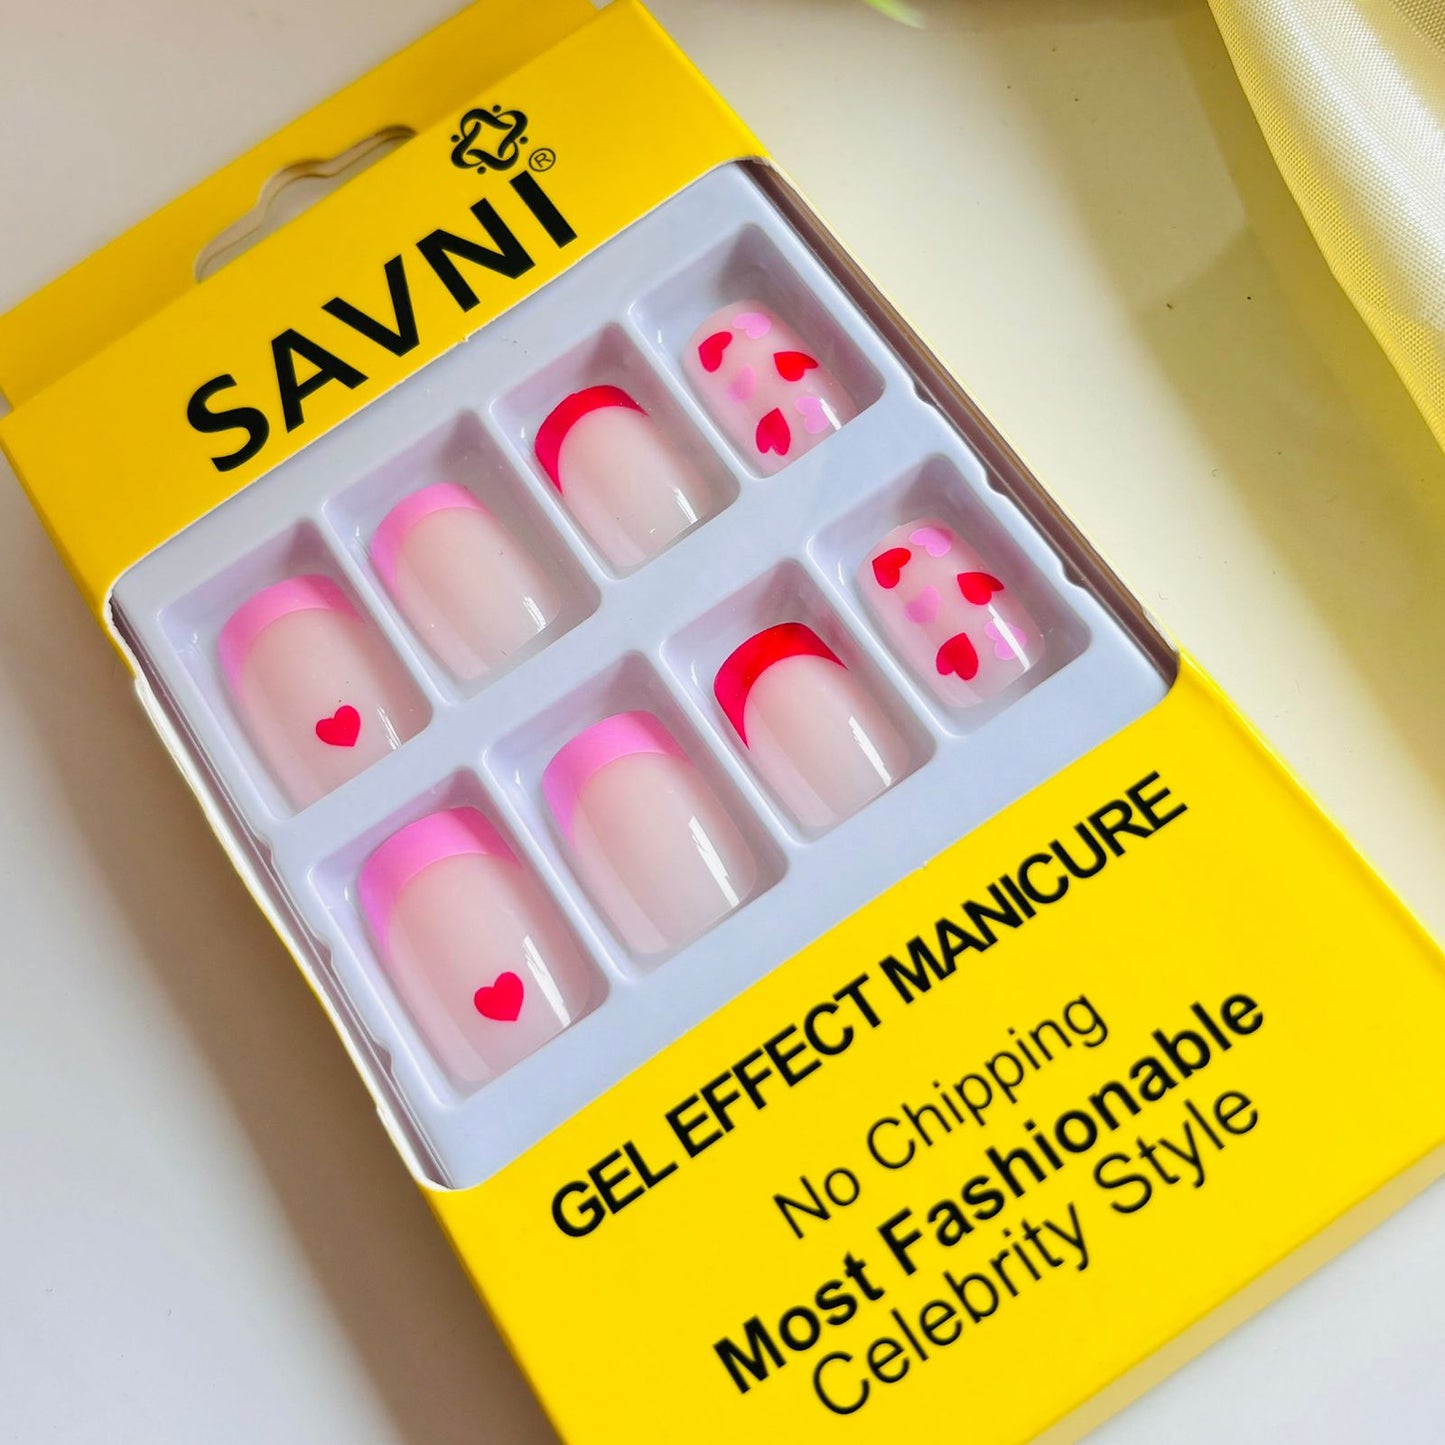 SAVNI®
GEL EFFECT MANICURE
No Chipping
Most Fashionable
Celebrity Style